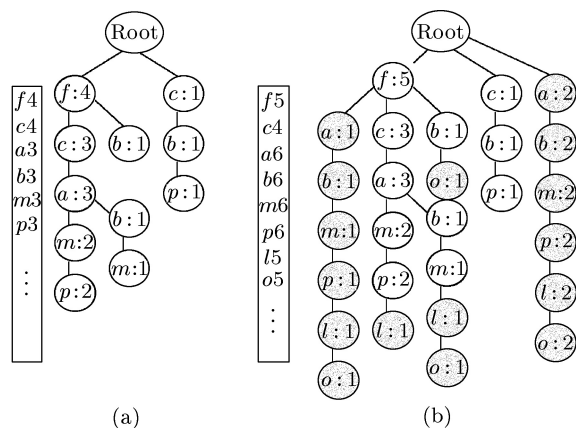 Root
f4
c4
a3
b3
m3
p3
⋮
f:4
c:1
c:3
b:1
b:1
a:3
b:1
p:1
m:2
m:1
p:2
(a)
Root
f5
c4
a6
b6
m6
p6
l5
o5
⋮
f:5
c:1
a:2
a:1
c:3
b:1
b:1
b:2
b:1
a:3
o:1
p:1
m:2
m:1
m:2
b:1
p:2
p:1
p:2
m:1
l:2
l:1
l:1
l:1
o:2
o:1
o:1
(b)